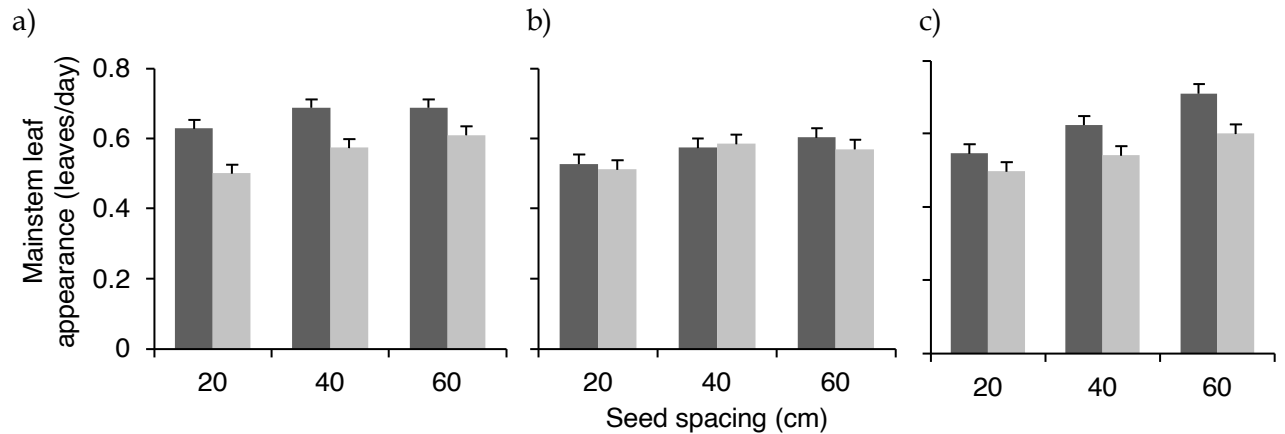 a)
b)
c)
Mainstem leaf
appearance (leaves/day)
0.8
0.6
0.4
0.2
0
20 40 60
20 40 60
20 40 60
Seed spacing (cm)